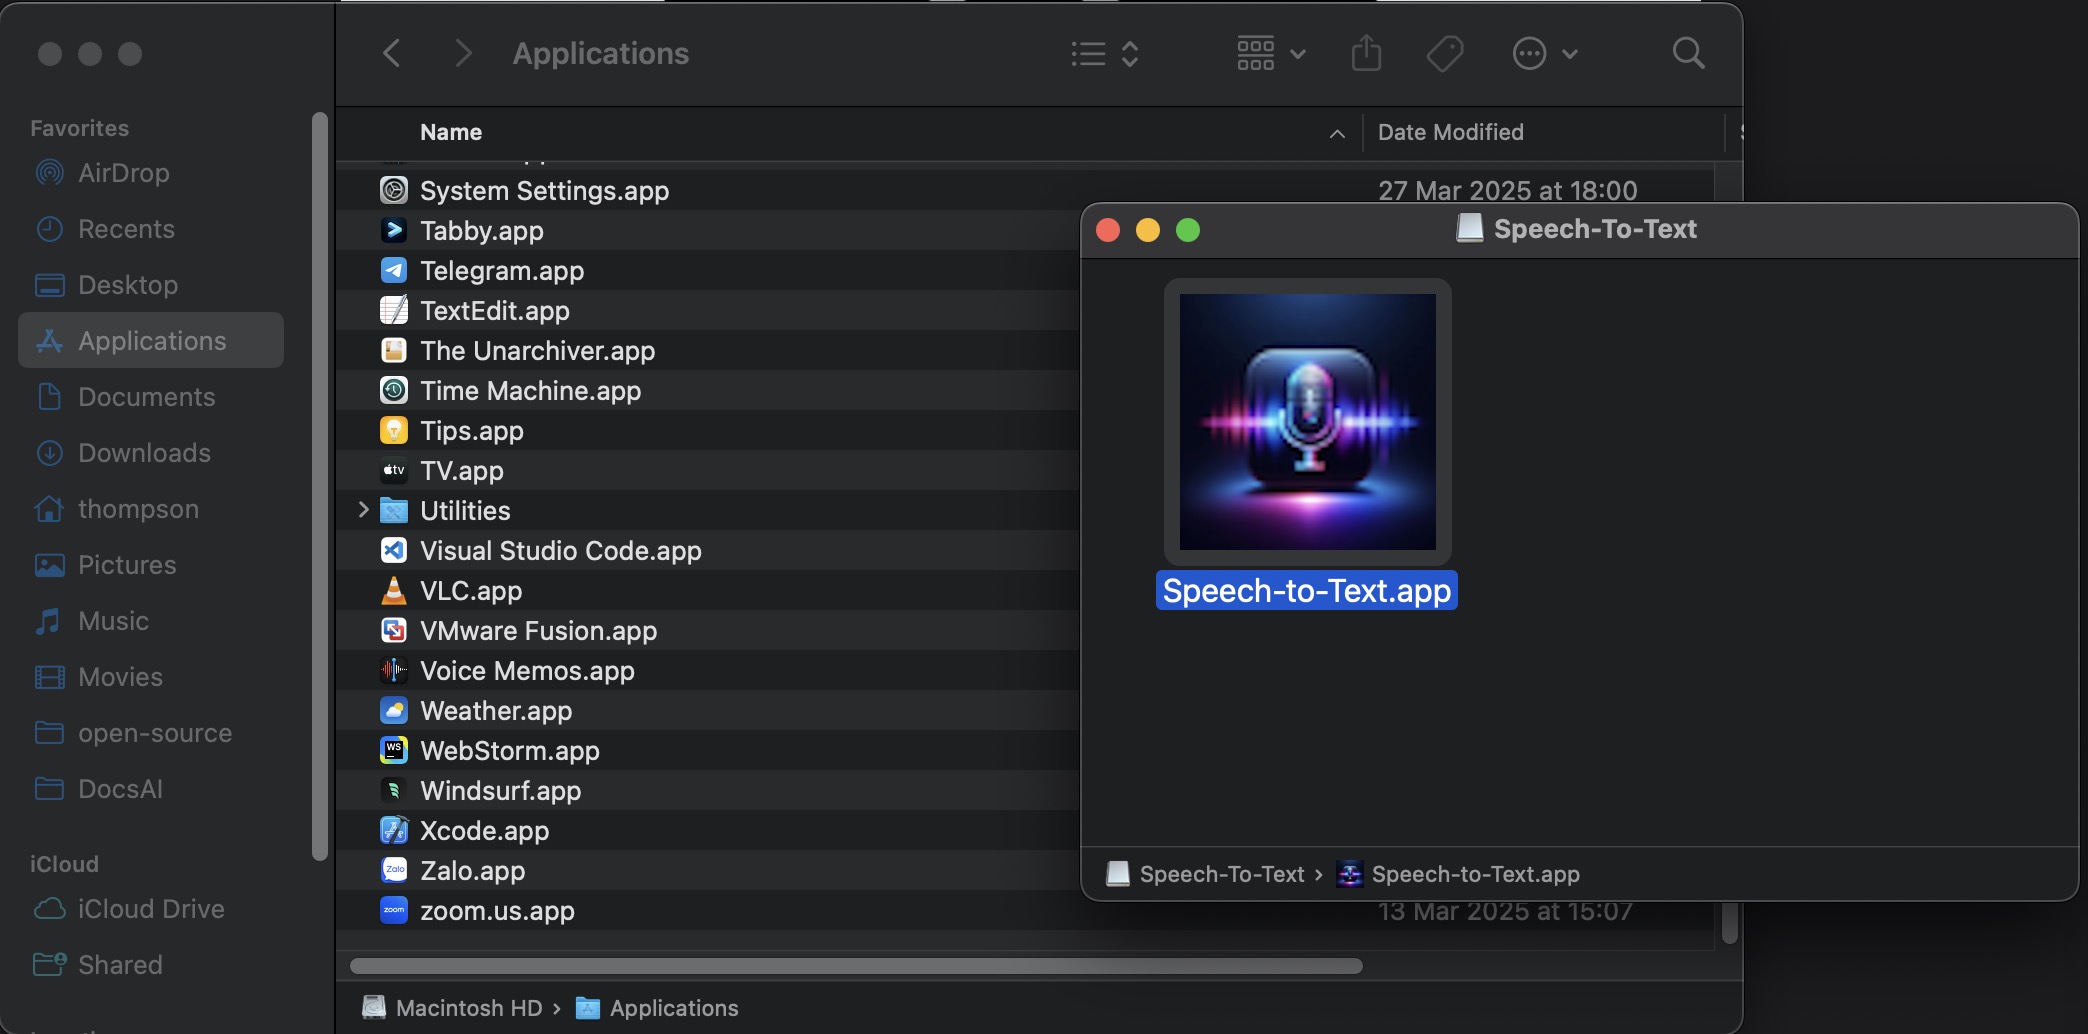 Applications
Favorites
AirDrop
Recents
Desktop
Applications
Documents
Downloads
thompson
Pictures
Music
Movies
open-source
DocsAI
iCloud
iCloud Drive
Shared
Name
Date Modified
System Settings.app
27 Mar 2025 at 18:00
Tabby.app
Telegram.app
TextEdit.app
The Unarchiver.app
Time Machine.app
Tips.app
tv
TV.app
Utilities
Visual Studio Code.app
VLC.app
VMware Fusion.app
Voice Memos.app
Weather.app
WS
WebStorm.app
Windsurf.app
Xcode.app
Zalo
Zalo.app
zoom
zoom.us.app
13 Mar 2025 at 15:07
Macintosh HD › Applications
Speech-To-Text
Speech-to-Text.app
Speech-To-Text › Speech-to-Text.app